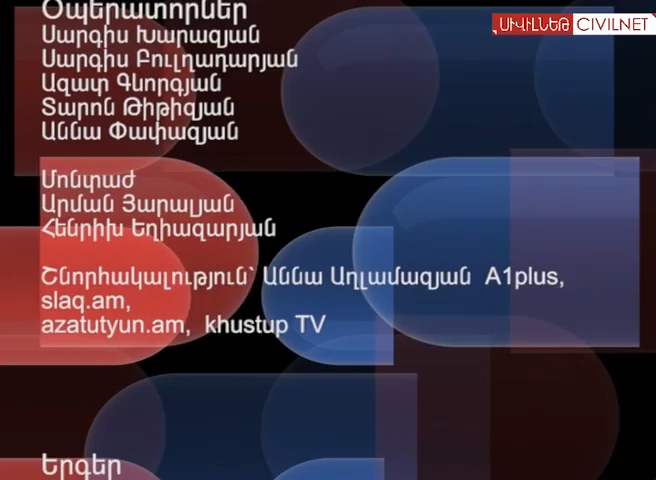 Օպերատորներ
ՍԻՎԻԼՆԵԹ CIVILNET
Սարգիս Խարազյան
Սարգիս Բուլղադարյան
Ազատ Գևորգյան
Տարոն Թիթիզյան
Աննա Փափազյան
Մոնտաժ
Արման Յարալյան
Հենրիխ Եղիազարյան
Շնորհակալություն՝ Աննա Աղլամազյան A1plus,
slaq.am,
azatutyun.am, khustup TV
Երգեր